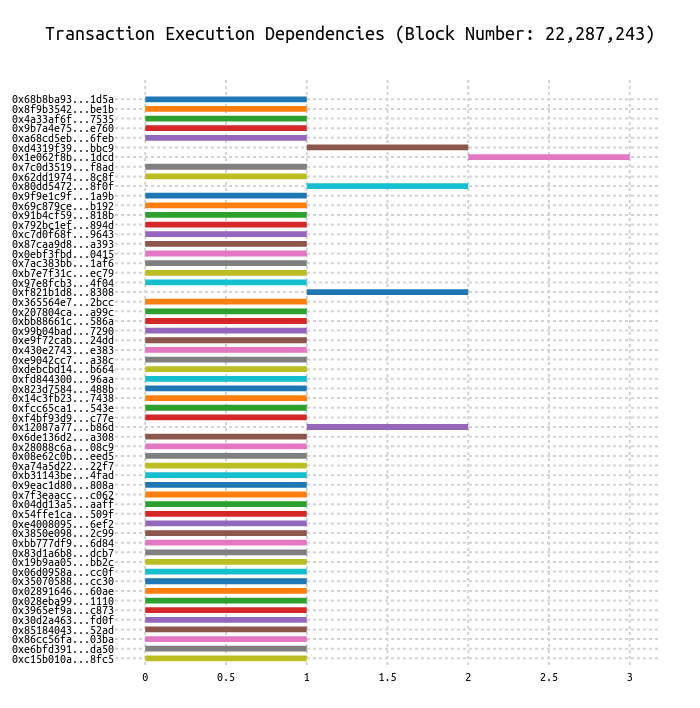 Transaction Execution Dependencies (Block Number: 22,287,243)
0x68b8ba93...1d5a
0x8f9b3542...be1b
0x4a33af6f...7535
0x9b7a4e75...e760
0xa68cd5eb...6feb
0xd4319f39...bbc9
0x1e062f8b...1dcd
0x7c0d3519...f8ad
0x62dd1974...8c8f
0x80dd5472...8f0f
0x9f9e1c9f...1a9b
0x69c879ce...b192
0x91b4cf59...818b
0x792bc1ef...894d
0xc7d0f68f...9643
0x87caa9d8...a393
0x0ebf3fbd...0415
0x7ac383bb...1af6
0xb7e7f31c...ec79
0x97e8fcb3...4f04
0xf821b1d8...8308
0x365564e7...2bcc
0x207804ca...a99c
0xbb88661c...586a
0x99b04bad...7290
0xe9f72cab...24dd
0x430e2743...e383
0xe9042cc7...a38c
0xdebcbd14...b664
0xfd844300...96aa
0x823d7584...488b
0x14c3fb23...7438
0xfcc65ca1...543e
0xf4bf93d9...c77e
0x12087a77...b86d
0x6de136d2...a308
0x28088c6a...08c9
0x08e62c0b...eed5
0xa74a5d22...22f7
0xb31143be...4fad
0x9eac1d80...808a
0x7f3eaacc...c062
0x04dd13a5...aaff
0x54ffe1ca...509f
0xe4008095...6ef2
0x3850e098...2c99
0xbb777df9...6d84
0x83d1a6b8...dcb7
0x19b9aa05...bb2c
0x06d0958a...cc0f
0x35070588...cc30
0x02891646...60ae
0x028eba99...1110
0x3965ef9a...c873
0x30d2a463...fd0f
0x85184043...52ad
0x86cc56fa...03ba
0xe6bfd391...da50
0xc15b010a...8fc5
0 0.5 1 1.5 2 2.5 3